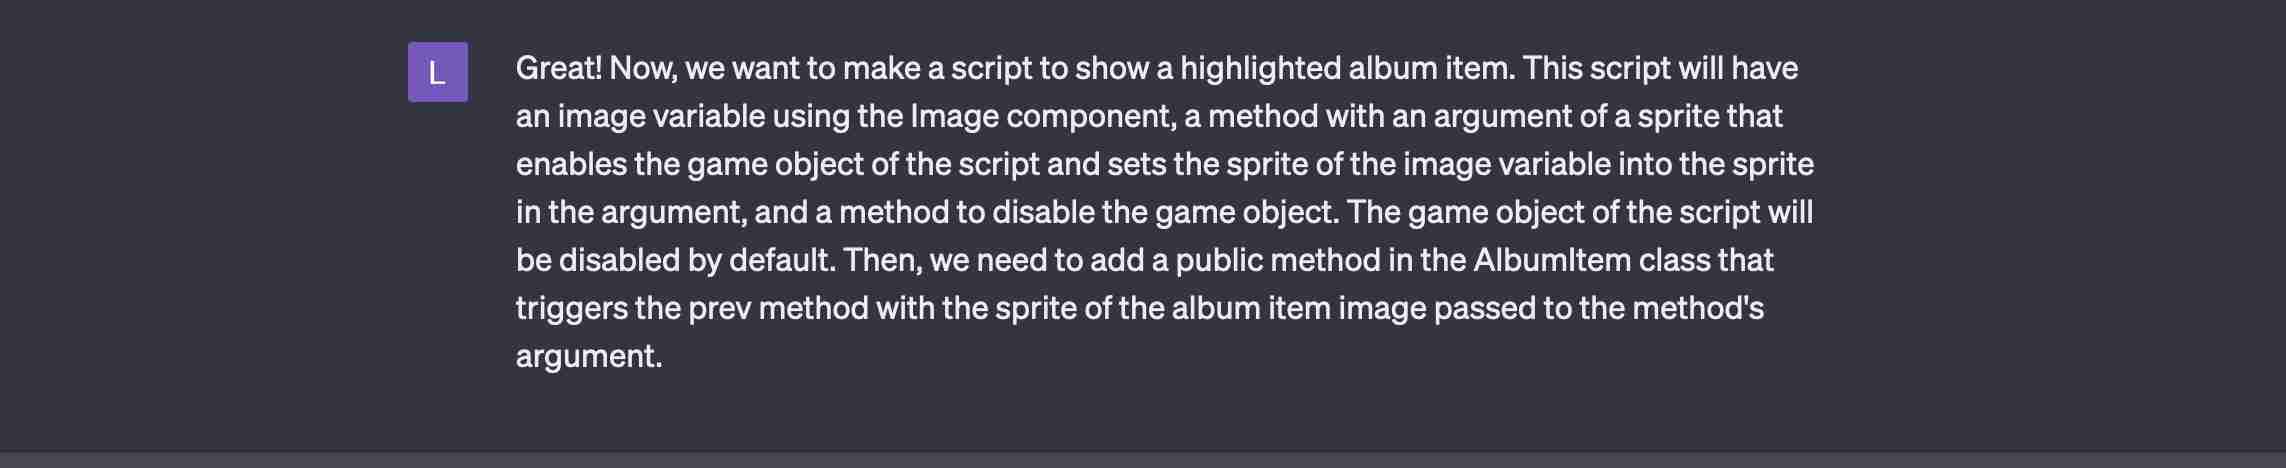 L
Great! Now, we want to make a script to show a highlighted album item. This script will have
an image variable using the Image component, a method with an argument of a sprite that
enables the game object of the script and sets the sprite of the image variable into the sprite
in the argument, and a method to disable the game object. The game object of the script will
be disabled by default. Then, we need to add a public method in the AlbumItem class that
triggers the prev method with the sprite of the album item image passed to the method's
argument.